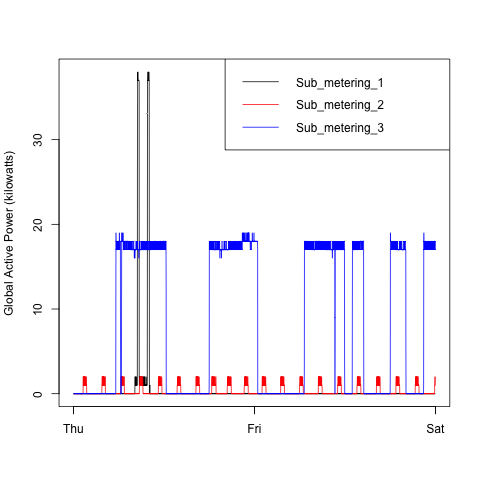 Sub_metering_1
Sub_metering_2
Sub_metering_3
Global Active Power (kilowatts)
30
20
10
0
Thu Fri Sat